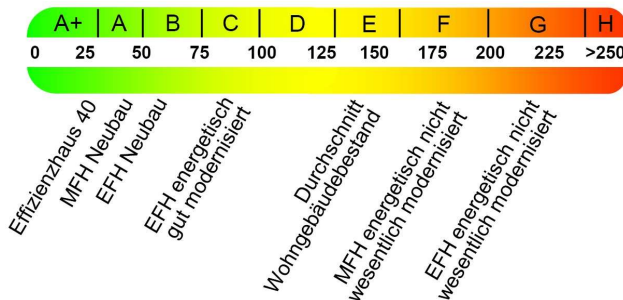 A+ A B C D E F G H
0 25 50 75 100 125 150 175 200 225 >250
Effizienzhaus 40
MFH Neubau
EFH Neubau
EFH energetisch
gut modernisiert
Durchschnitt
Wohngebäudebestand
MFH energetisch nicht
wesentlich modernisiert
EFH energetisch nicht
wesentlich modernisiert